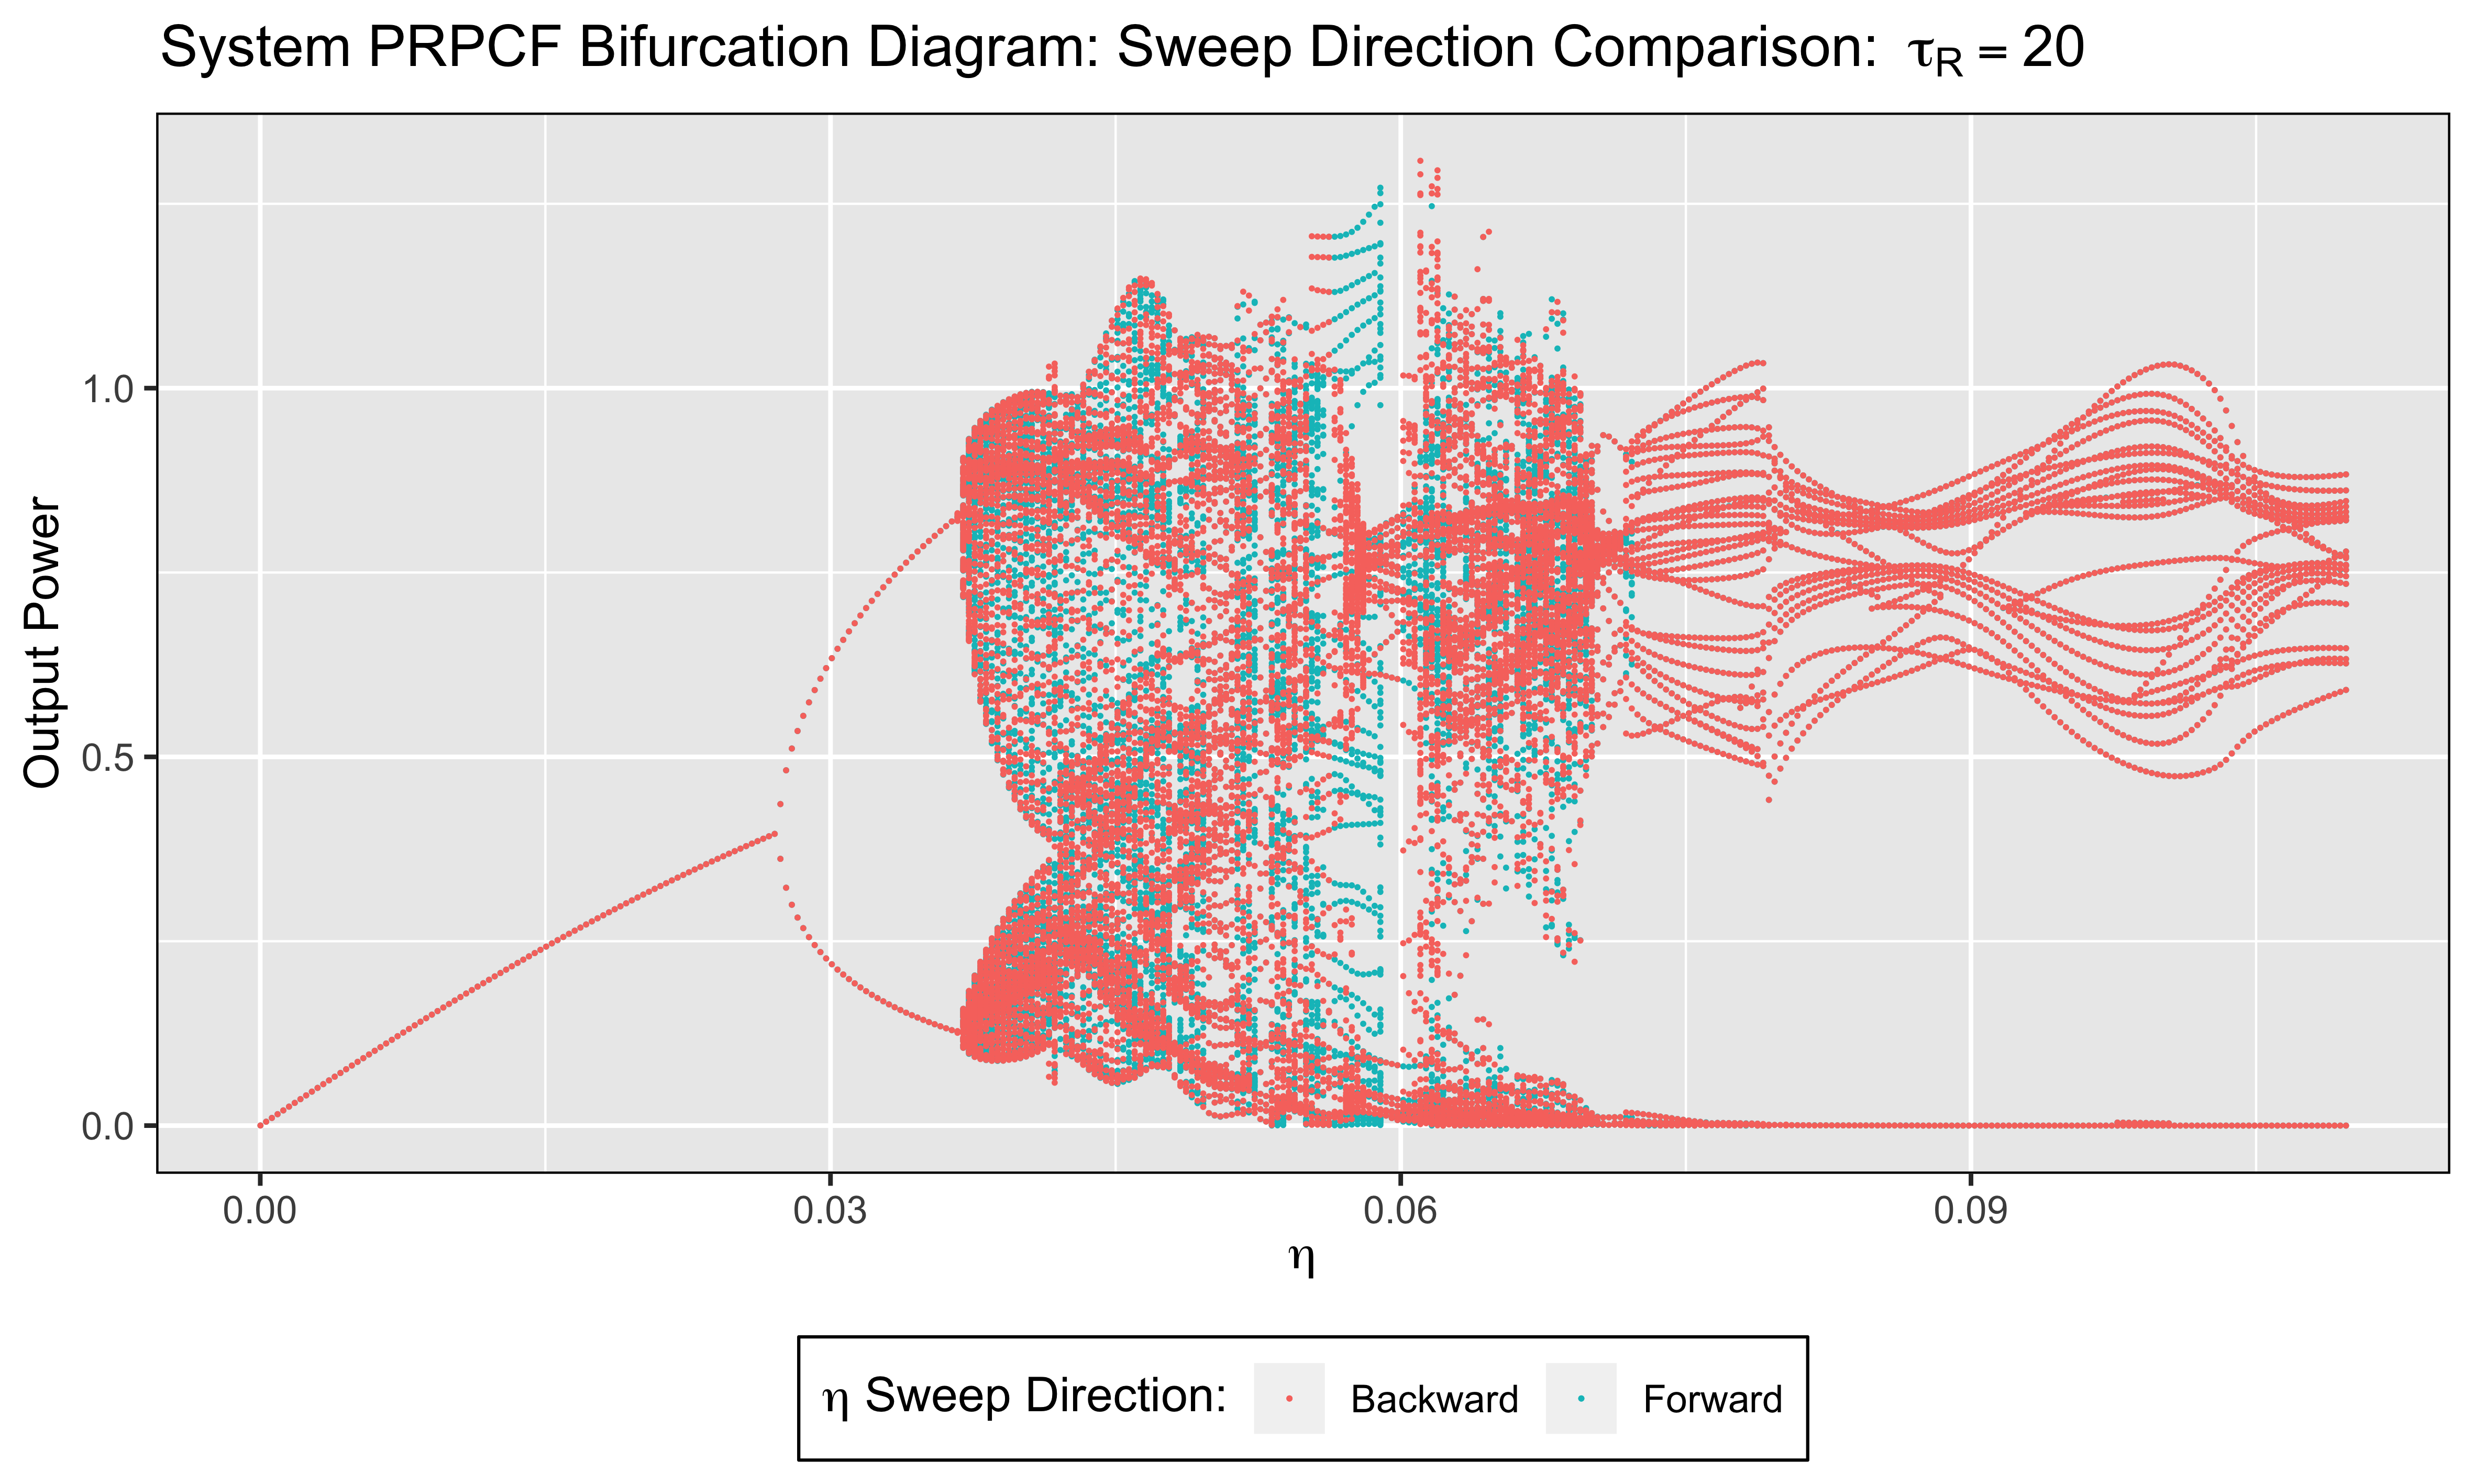 System PRPCF Bifurcation Diagram: Sweep Direction Comparison: τR = 20
Output Power
1.0
0.5
0.0
0.00 0.03 0.06 0.09
η
η Sweep Direction: Backward Forward